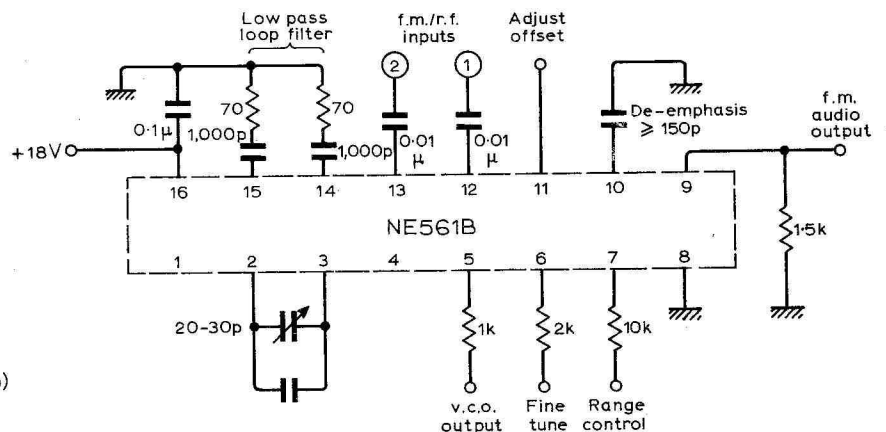 Low pass
loop filter
f.m./r.f.
inputs
Adjust
offset
2
1
70
70
De-emphasis
⩾ 150p
f.m.
audio
output
0·1µ
1,000p
1,000p
0·01
µ
0·01
µ
+18V
16
15
14
13
12
11
10
9
NE561B
1·5k
1
2
3
4
5
6
7
8
20-30p
1k
2k
10k
)
v.c.o.
output
Fine
tune
Range
control